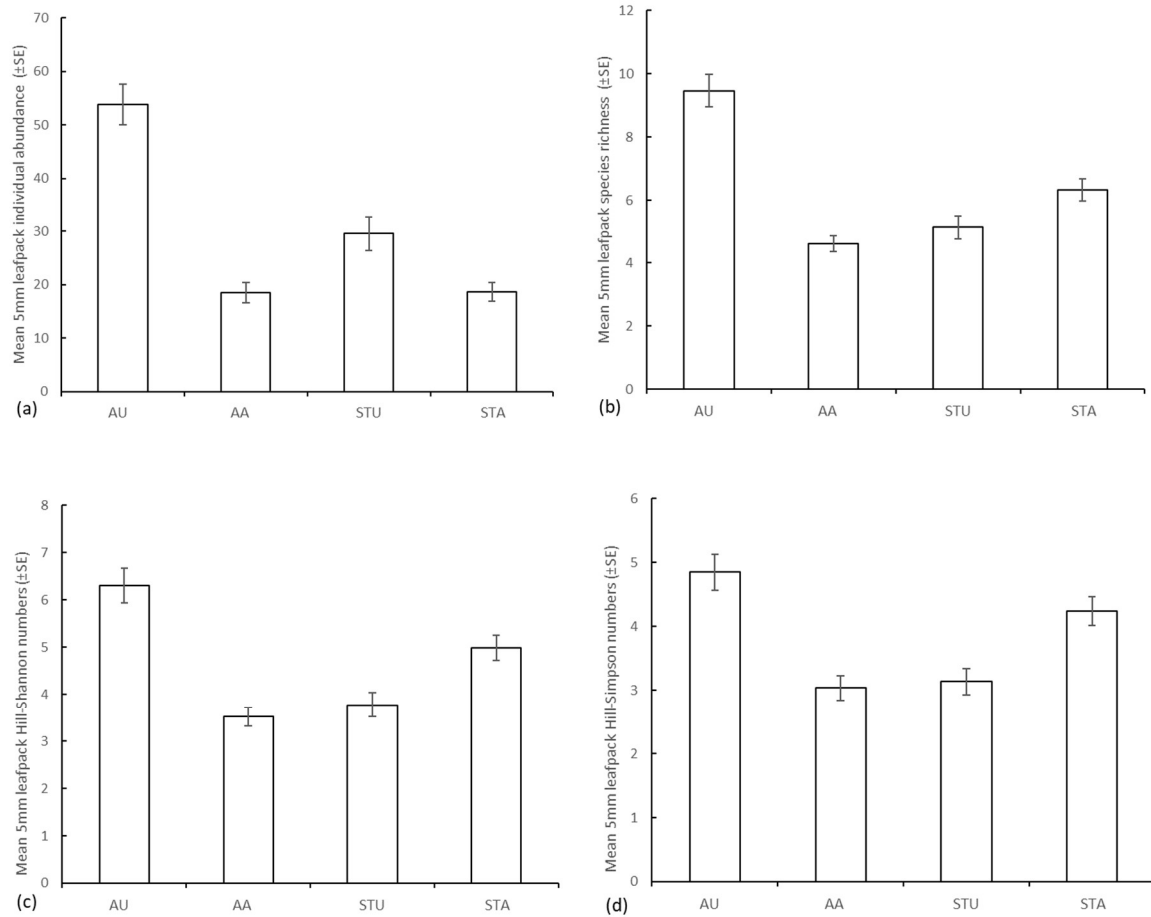 Mean 5mm leafpack individual abundance (±SE)
70
60
50
40
30
20
10
0
AU AA STU STA
(a)
Mean 5mm leafpack species richness (±SE)
12
10
8
6
4
2
0
AU AA STU STA
(b)
Mean 5mm leafpack Hill-Shannon numbers (±SE)
8
7
6
5
4
3
2
1
0
AU AA STU STA
(c)
Mean 5mm leafpack Hill-Simpson numbers (±SE)
6
5
4
3
2
1
0
AU AA STU STA
(d)